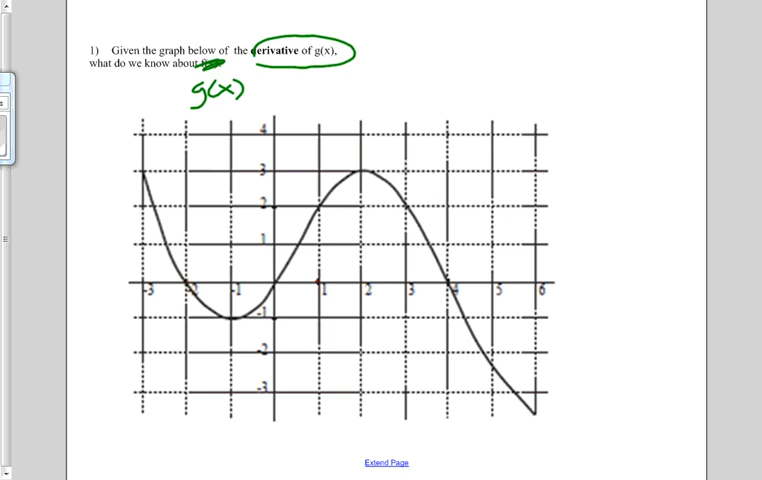 1) Given the graph below of the derivative of g(x),
what do we know about
g(x)
4
3
2
1
-3 -2 -1 1 2 3 4 5 6
-1
-2
-3
Extend Page